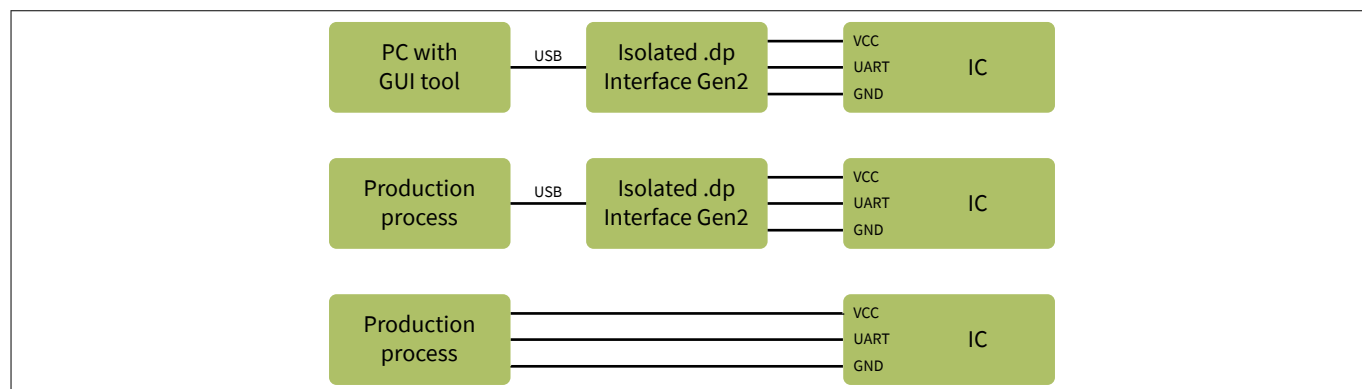 PC with
GUI tool
USB
Isolated .dp
Interface Gen2
VCC
UART
GND
IC
Production
process
USB
Isolated .dp
Interface Gen2
VCC
UART
GND
IC
Production
process
VCC
UART
GND
IC